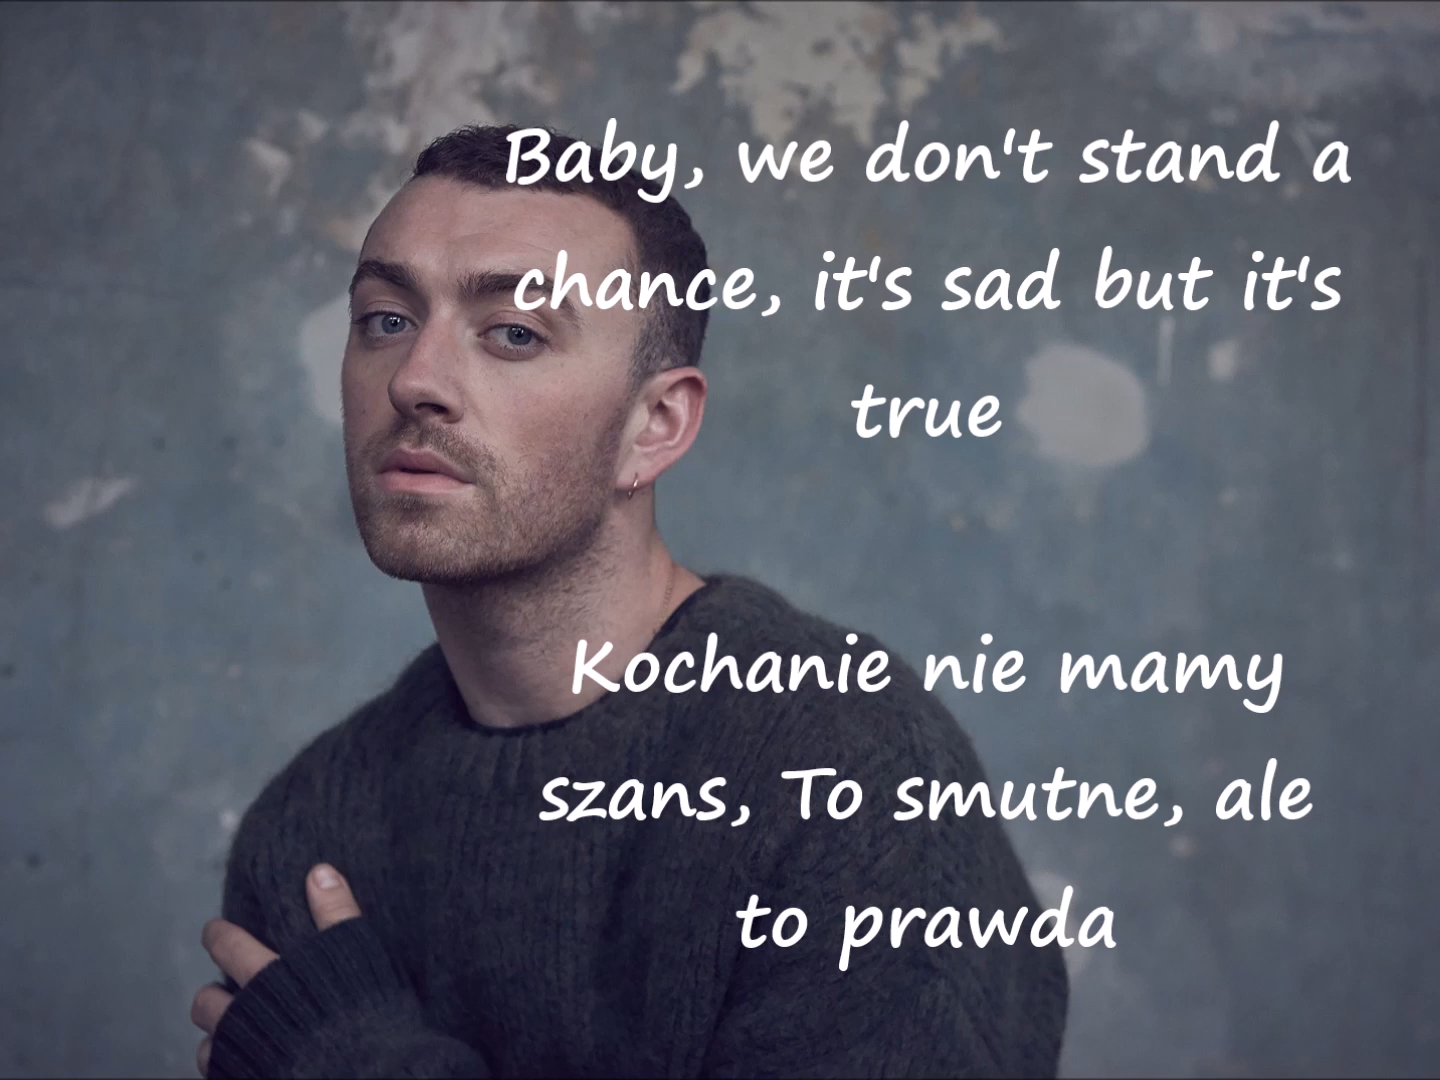 Baby, we don't stand a
chance, it's sad but it's
true
Kochanie nie mamy
szans, To smutne, ale
to prawda